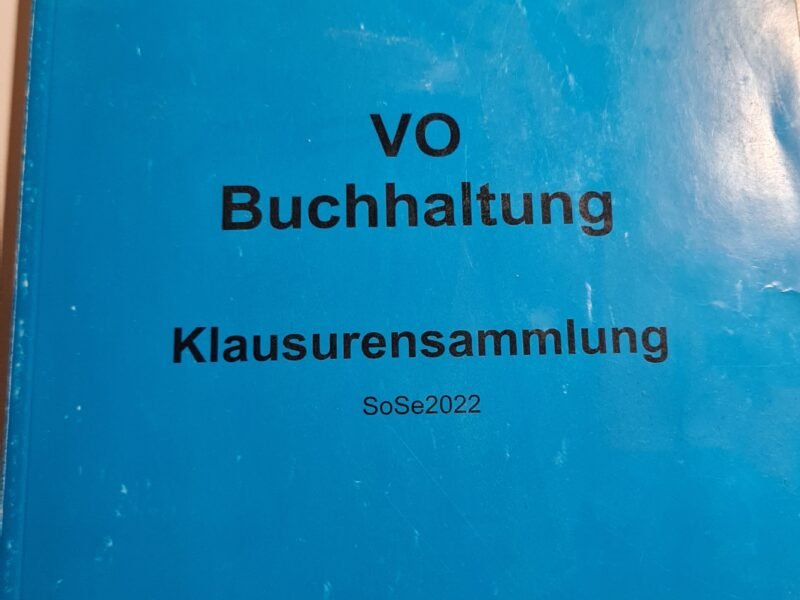 VO
Buchhaltung
Klausurensammlung
SoSe2022